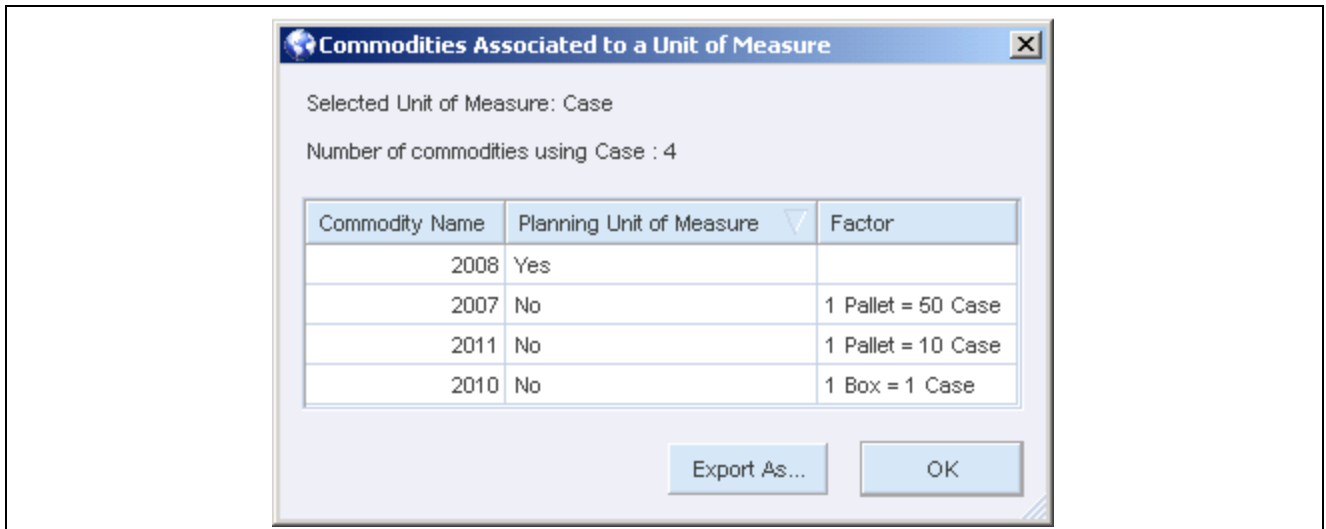 Commodities Associated to a Unit of Measure
Selected Unit of Measure: Case
Number of commodities using Case : 4
Commodity Name Planning Unit of Measure Factor
2008 Yes
2007 No 1 Pallet = 50 Case
2011 No 1 Pallet = 10 Case
2010 No 1 Box = 1 Case
Export As... OK